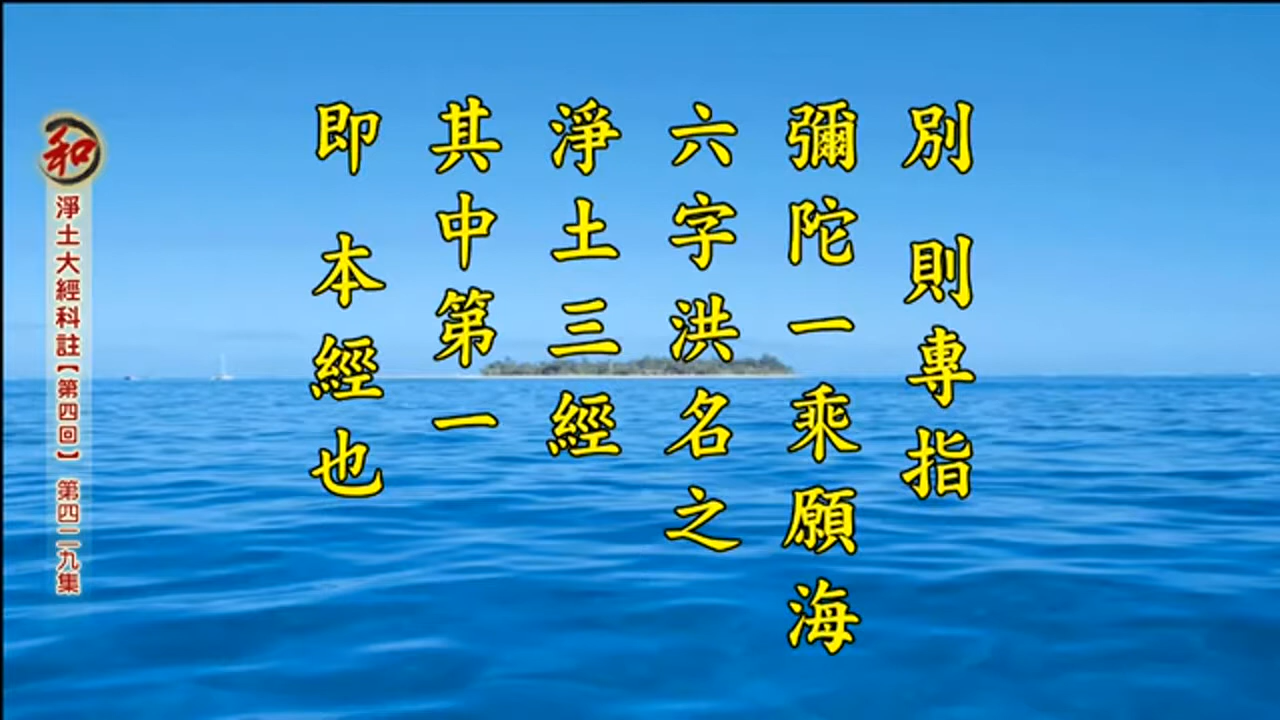 別 則專指
彌陀一乘願海
六字洪名之
淨土三經
其中第一
即 本經也
和
淨土大經科註【第四回】 第四二九集